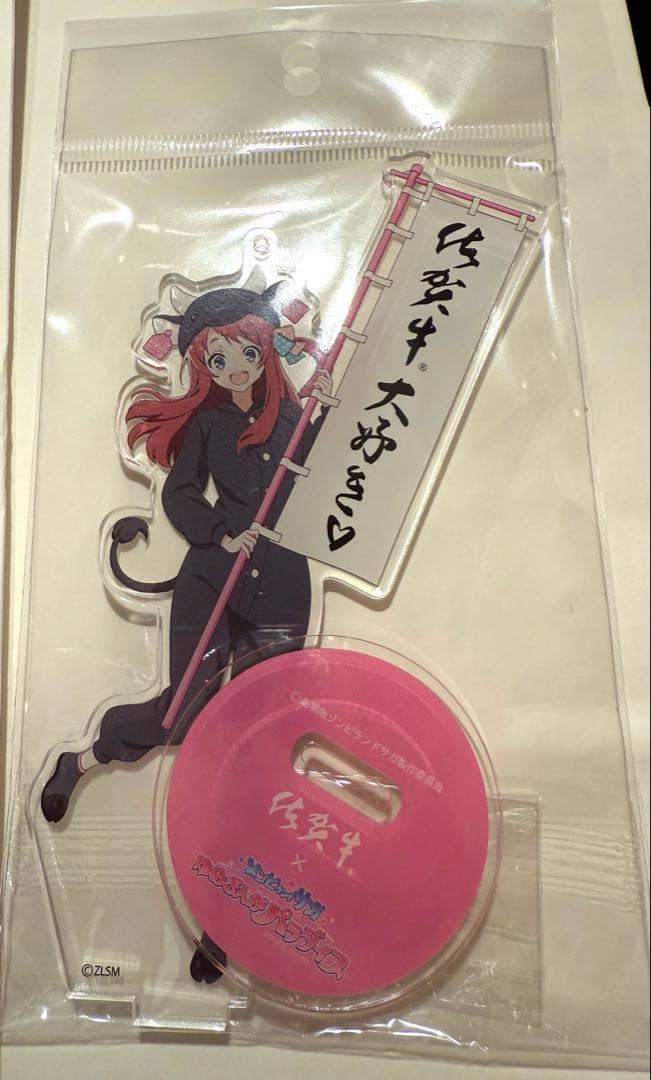 佐賀牛®
大好き♡
©劇場版ゾンビランドサガ製作委員会
佐賀牛®
×
ゾンビランドサガ
ゆめぎんがパラダイス
©ZLSM